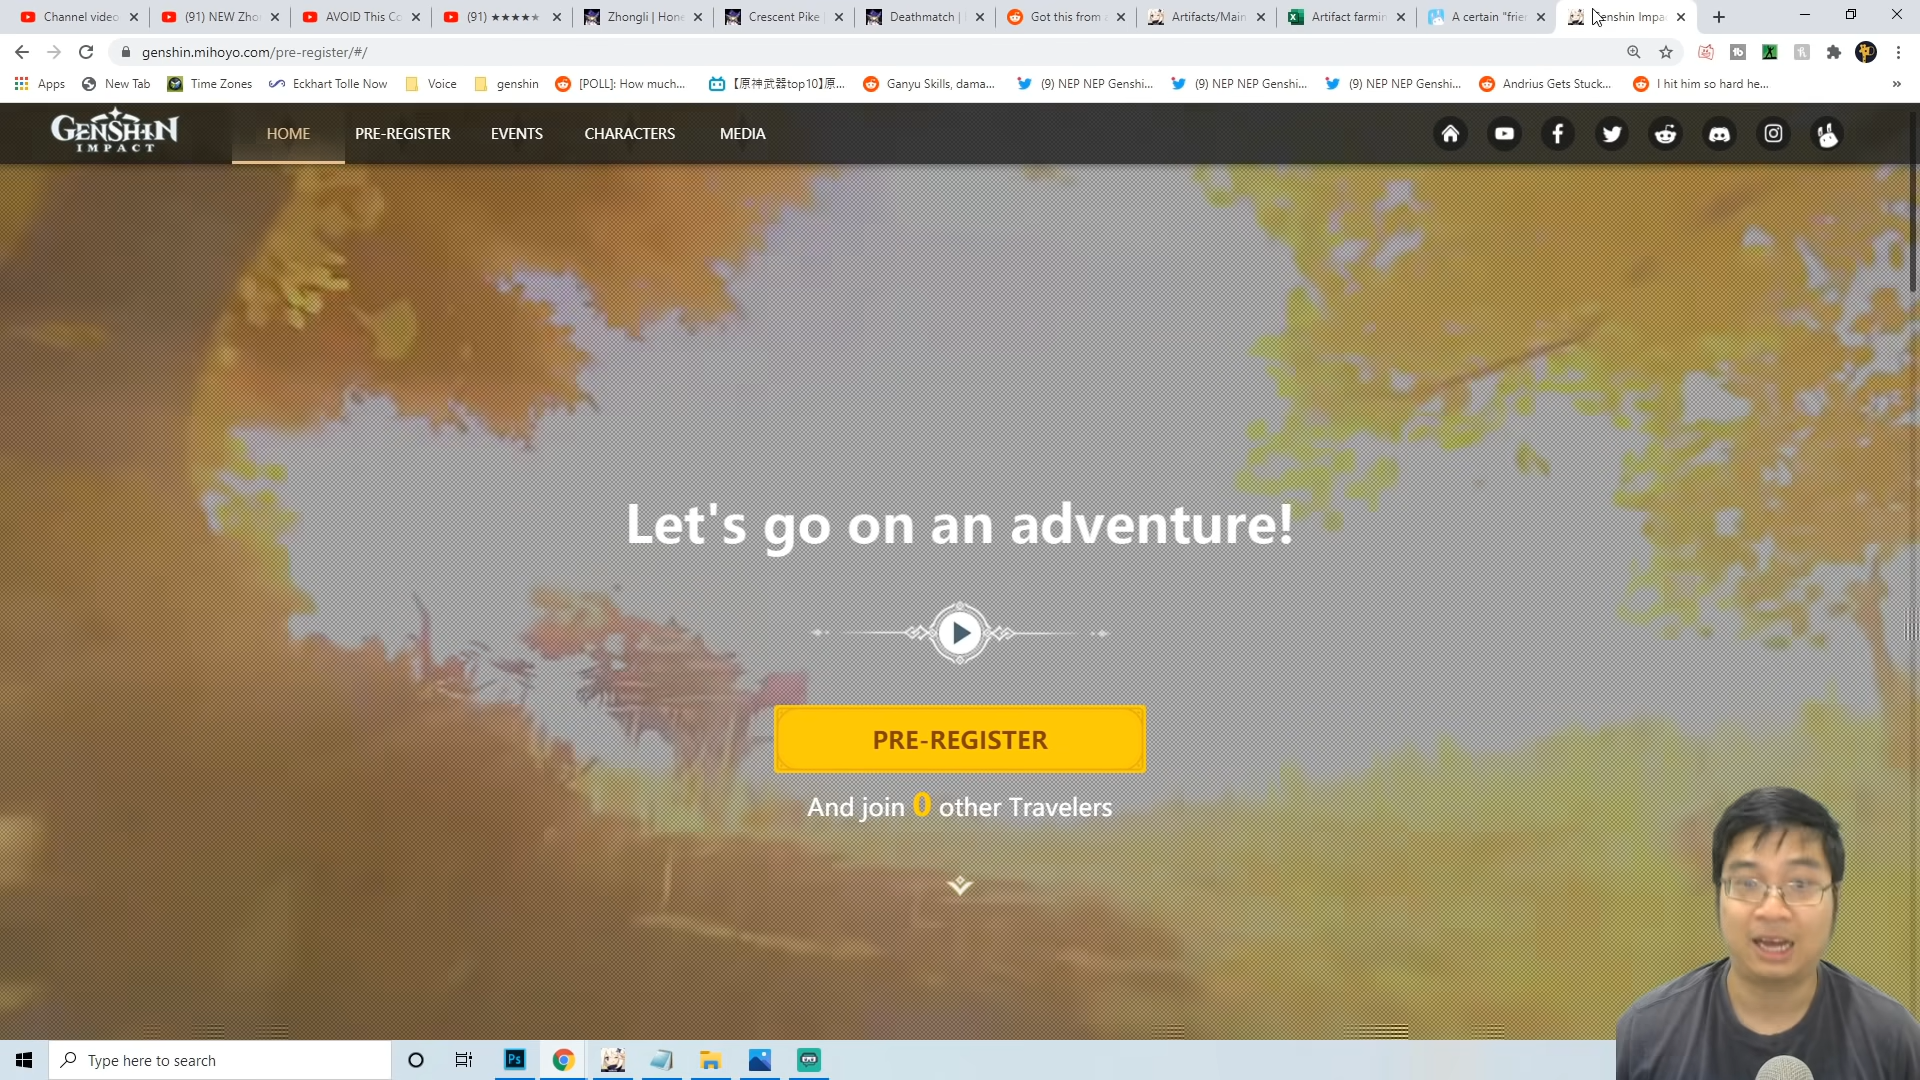 Channel video
(91) NEW Zho
AVOID This Co
(91) ★★★★★
Zhongli | Hone
Crescent Pike
Deathmatch |
Got this from a
Artifacts/Main
Artifact farmin
A certain "frie
enshin Impa
genshin.mihoyo.com/pre-register/#/
Apps
New Tab
Time Zones
Eckhart Tolle Now
Voice
genshin
[POLL]: How much...
【原神武器top10】原...
Ganyu Skills, dama...
(9) NEP NEP Genshi...
(9) NEP NEP Genshi...
(9) NEP NEP Genshi...
Andrius Gets Stuck...
I hit him so hard he...
»
GENSHIN
IMPACT
HOME
PRE-REGISTER
EVENTS
CHARACTERS
MEDIA
Let's go on an adventure!
PRE-REGISTER
And join 0 other Travelers
Type here to search
Ps